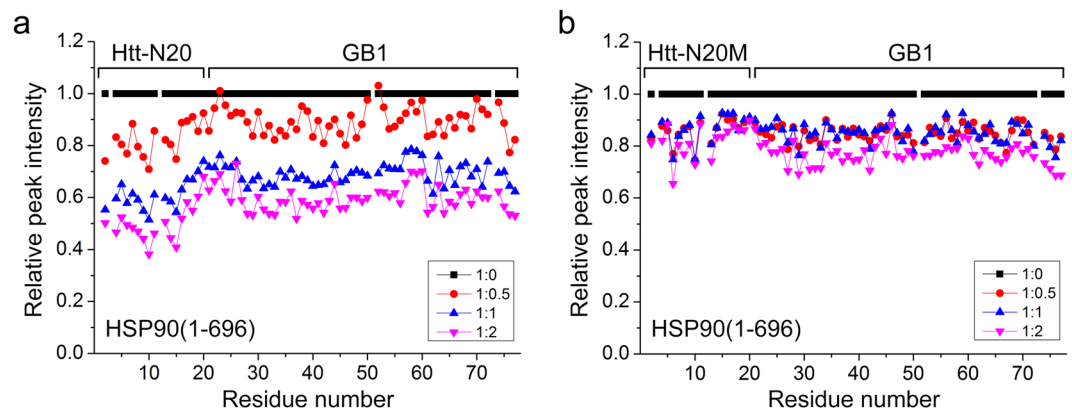 a
Htt-N20 GB1
Relative peak intensity
1.2
1.0
0.8
0.6
0.4
0.2
0.0
HSP90(1-696)
1:0
1:0.5
1:1
1:2
10 20 30 40 50 60 70
Residue number
b
Htt-N20M GB1
Relative peak intensity
1.2
1.0
0.8
0.6
0.4
0.2
0.0
HSP90(1-696)
1:0
1:0.5
1:1
1:2
10 20 30 40 50 60 70
Residue number